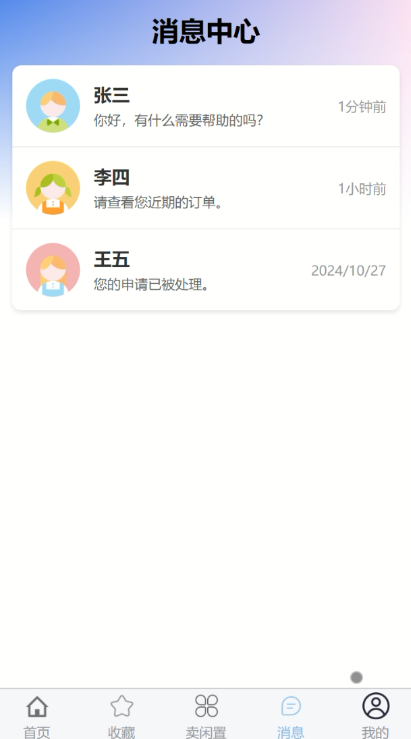 消息中心
张三
1分钟前
你好，有什么需要帮助的吗?
李四
1小时前
请查看您近期的订单。
王五
2024/10/27
您的申请已被处理。
首页 收藏 卖闲置 消息 我的